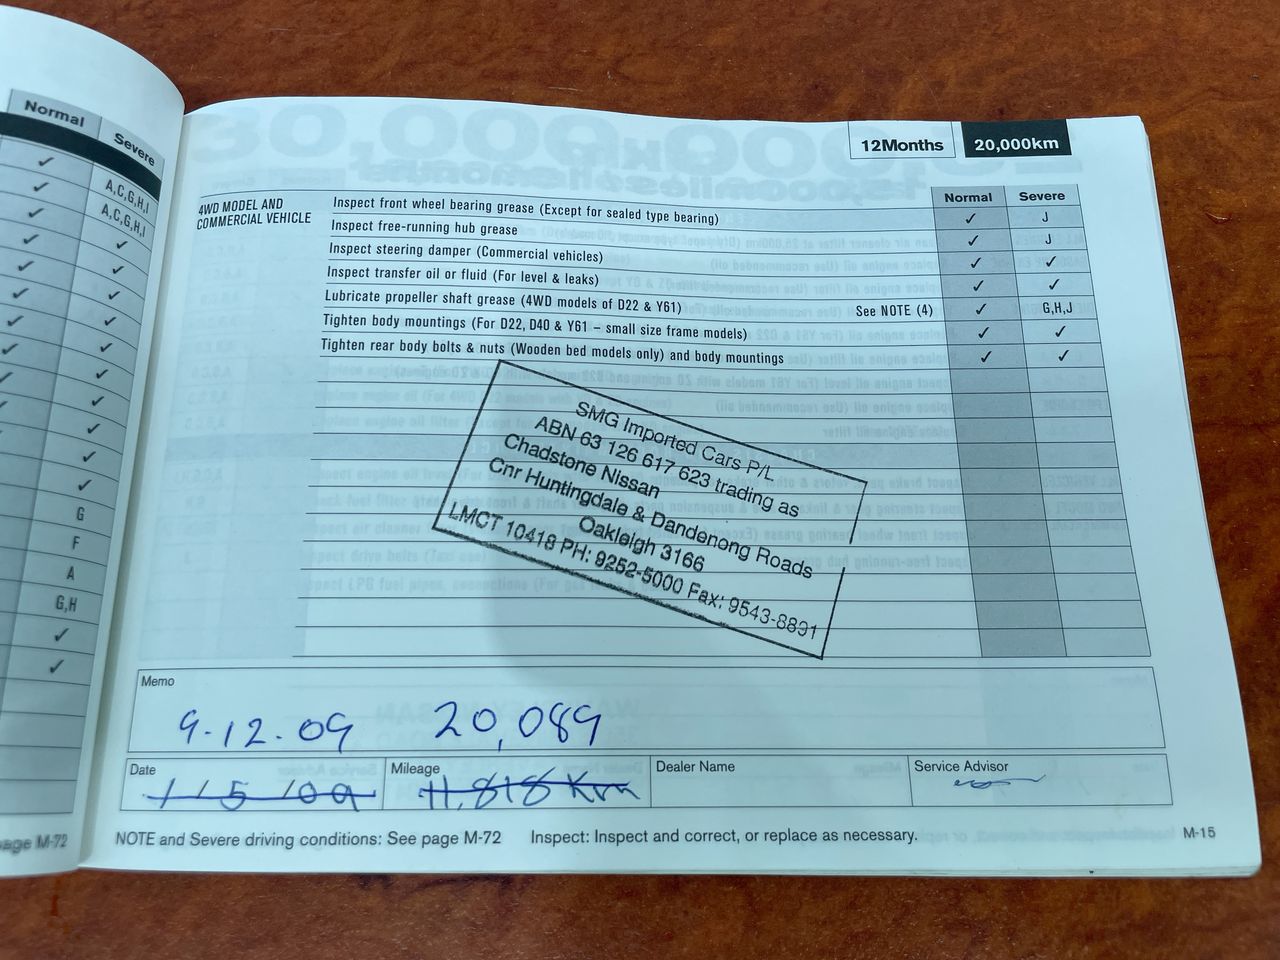 Normal Severe
✓ A,C,G,H,I
✓ A,C,G,H,I
✓ ✓
✓ ✓
✓ ✓
✓ ✓
✓ ✓
✓ ✓
✓
✓
✓
✓
G
F
A
G,H
✓
✓
page M-72
12Months 20,000km
Normal Severe
4WD MODEL AND
COMMERCIAL VEHICLE
Inspect front wheel bearing grease (Except for sealed type bearing) ✓ J
Inspect free-running hub grease ✓ J
Inspect steering damper (Commercial vehicles) ✓ ✓
Inspect transfer oil or fluid (For level & leaks) ✓ ✓
Lubricate propeller shaft grease (4WD models of D22 & Y61) See NOTE (4) ✓ G,H,J
Tighten body mountings (For D22, D40 & Y61 – small size frame models) ✓ ✓
Tighten rear body bolts & nuts (Wooden bed models only) and body mountings ✓ ✓
SMG Imported Cars P/L
ABN 63 126 617 623 trading as
Chadstone Nissan
Cnr Huntingdale & Dandenong Roads
Oakleigh 3166
LMCT 10418 PH: 9252-5000 Fax: 9543-8891
Memo
9.12.09 20,089
Date Mileage Dealer Name Service Advisor
1/5/09 11,818 Km
NOTE and Severe driving conditions: See page M-72 Inspect: Inspect and correct, or replace as necessary. M-15